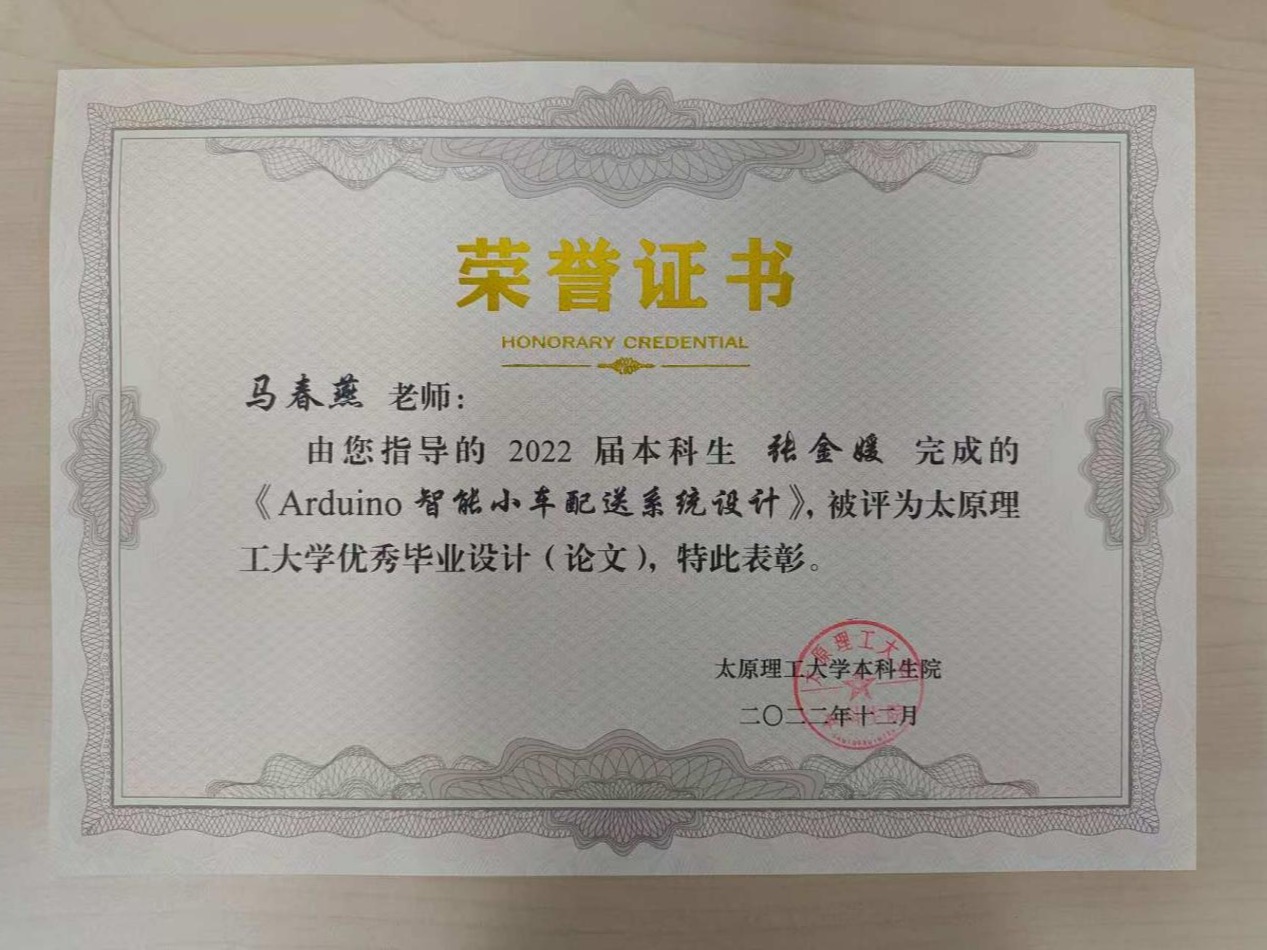 荣誉证书
HONORARY CREDENTIAL
马春燕 老师：
由您指导的 2022 届本科生 张金媛 完成的
《Arduino 智能小车配送系统设计》，被评为太原理
工大学优秀毕业设计（论文），特此表彰。
太原理工大学本科生院
二〇二二年十二月